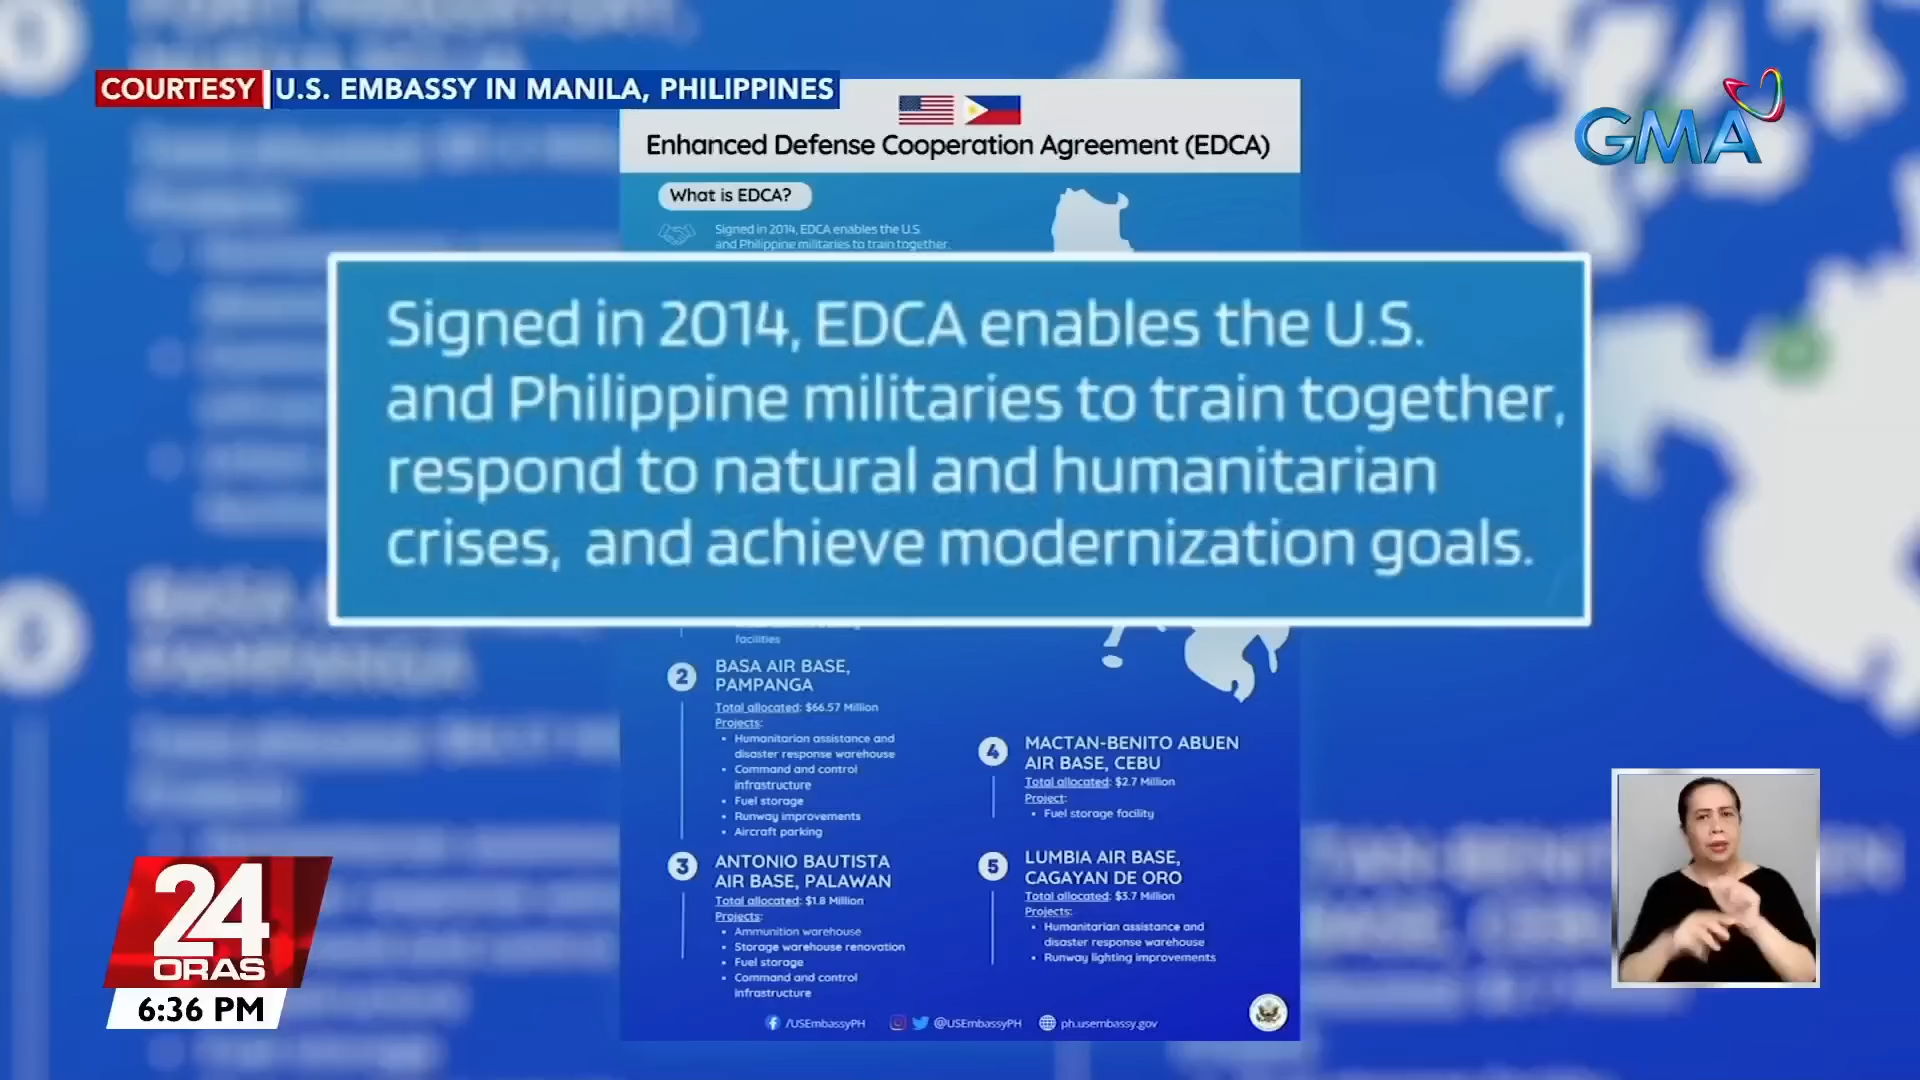 COURTESY U.S. EMBASSY IN MANILA, PHILIPPINES
GMA
Enhanced Defense Cooperation Agreement (EDCA)
What is EDCA?
Signed in 2014, EDCA enables the U.S.
and Philippine militaries to train together,
Signed in 2014, EDCA enables the U.S.
and Philippine militaries to train together,
respond to natural and humanitarian
crises, and achieve modernization goals.
facilities
2 BASA AIR BASE,
PAMPANGA
Total allocated: $66.57 Million
Projects:
• Humanitarian assistance and
disaster response warehouse
• Command and control
infrastructure
• Fuel storage
• Runway improvements
• Aircraft parking
3 ANTONIO BAUTISTA
AIR BASE, PALAWAN
Total allocated: $1.8 Million
Projects:
• Ammunition warehouse
• Storage warehouse renovation
• Fuel storage
• Command and control
infrastructure
4 MACTAN-BENITO ABUEN
AIR BASE, CEBU
Total allocated: $2.7 Million
Project:
• Fuel storage facility
5 LUMBIA AIR BASE,
CAGAYAN DE ORO
Total allocated: $3.7 Million
Projects:
• Humanitarian assistance and
disaster response warehouse
• Runway lighting improvements
/USEmbassyPH @USEmbassyPH ph.usembassy.gov
24
ORAS
6:36 PM